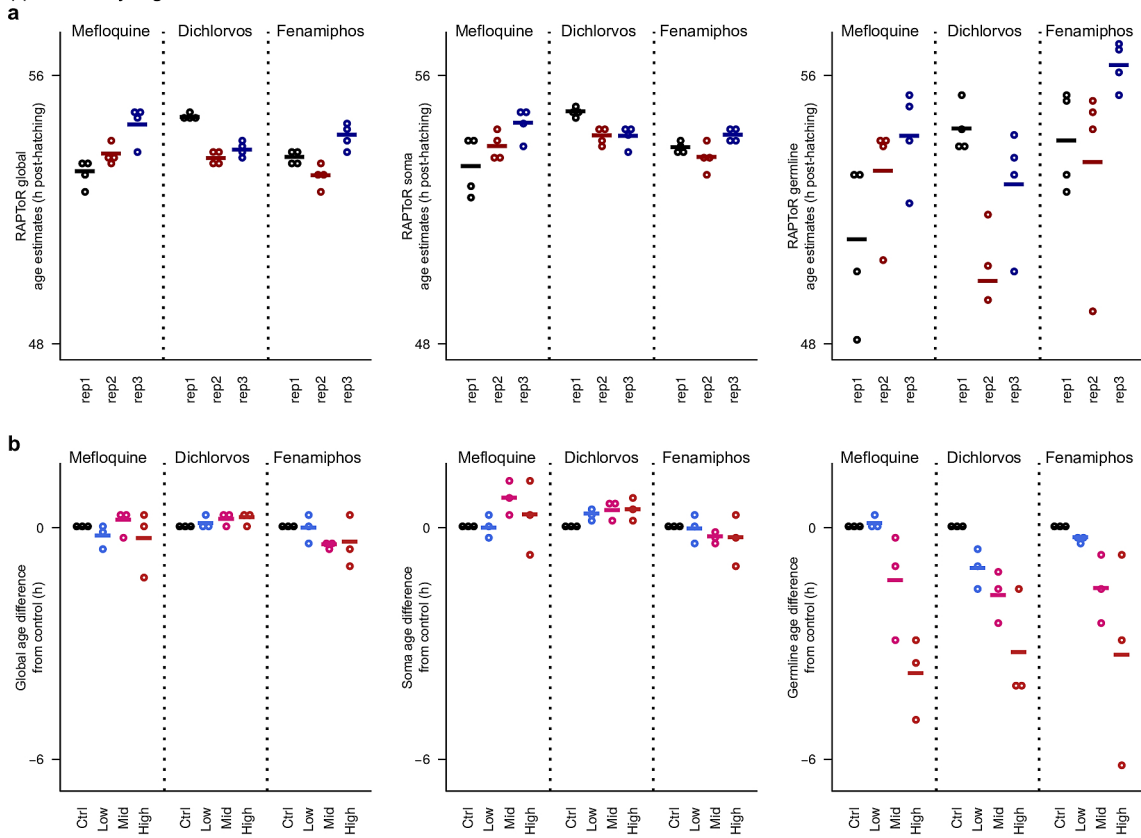 a
Mefloquine Dichlorvos Fenamiphos
56
48
RAPToR global
age estimates (h post-hatching)
rep1 rep2 rep3 rep1 rep2 rep3 rep1 rep2 rep3
Mefloquine Dichlorvos Fenamiphos
56
48
RAPToR soma
age estimates (h post-hatching)
rep1 rep2 rep3 rep1 rep2 rep3 rep1 rep2 rep3
Mefloquine Dichlorvos Fenamiphos
56
48
RAPToR germline
age estimates (h post-hatching)
rep1 rep2 rep3 rep1 rep2 rep3 rep1 rep2 rep3
b
Mefloquine Dichlorvos Fenamiphos
0
−6
Global age difference
from control (h)
Ctrl Low Mid High Ctrl Low Mid High Ctrl Low Mid High
Mefloquine Dichlorvos Fenamiphos
0
−6
Soma age difference
from control (h)
Ctrl Low Mid High Ctrl Low Mid High Ctrl Low Mid High
Mefloquine Dichlorvos Fenamiphos
0
−6
Germline age difference
from control (h)
Ctrl Low Mid High Ctrl Low Mid High Ctrl Low Mid High